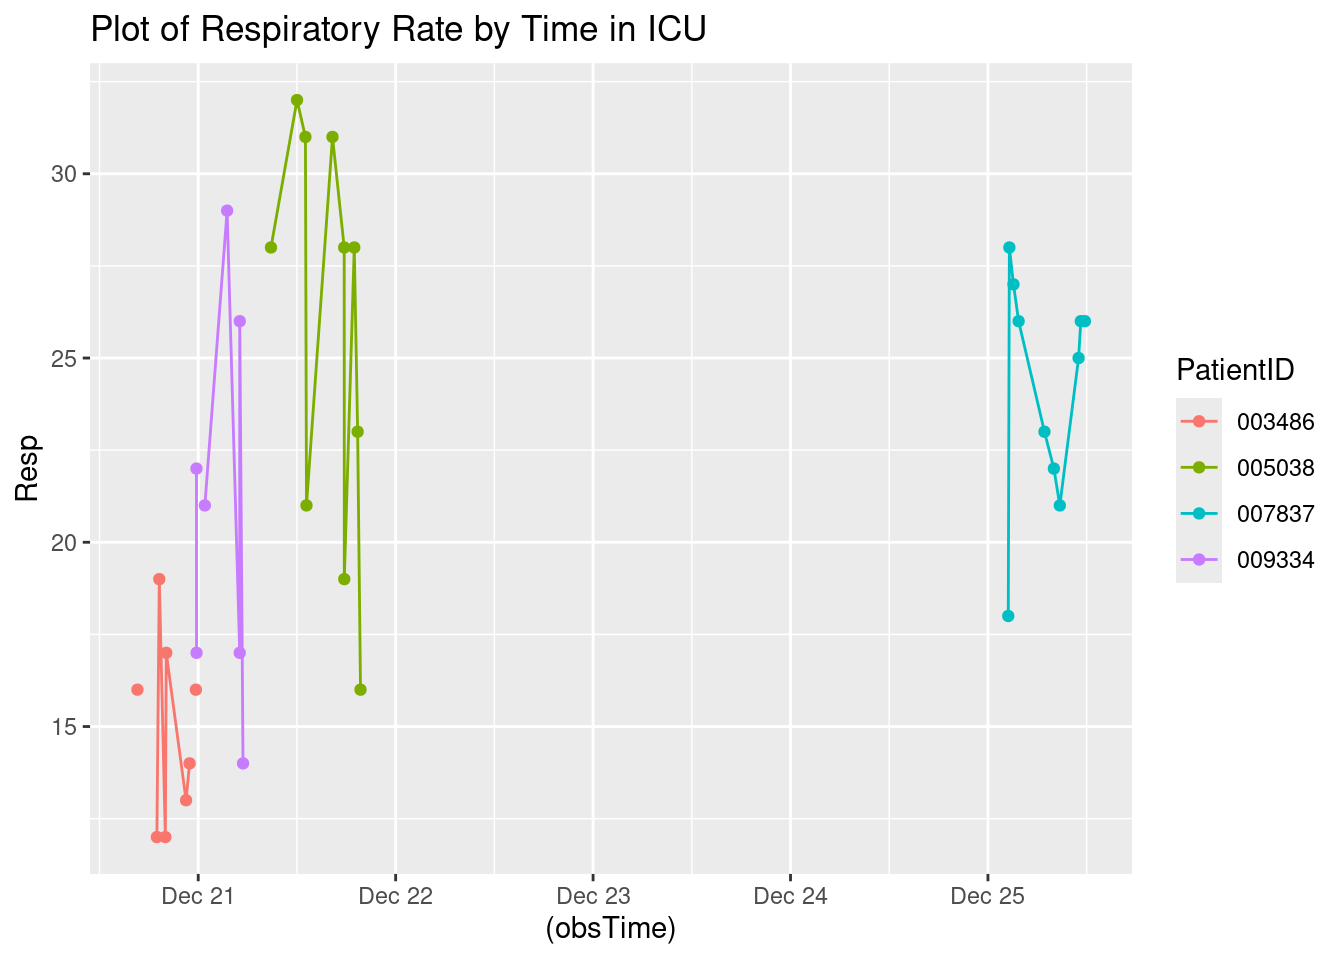 Plot of Respiratory Rate by Time in ICU
30
25
20
15
Resp
Dec 21
Dec 22
Dec 23
Dec 24
Dec 25
(obsTime)
PatientID
003486
005038
007837
009334